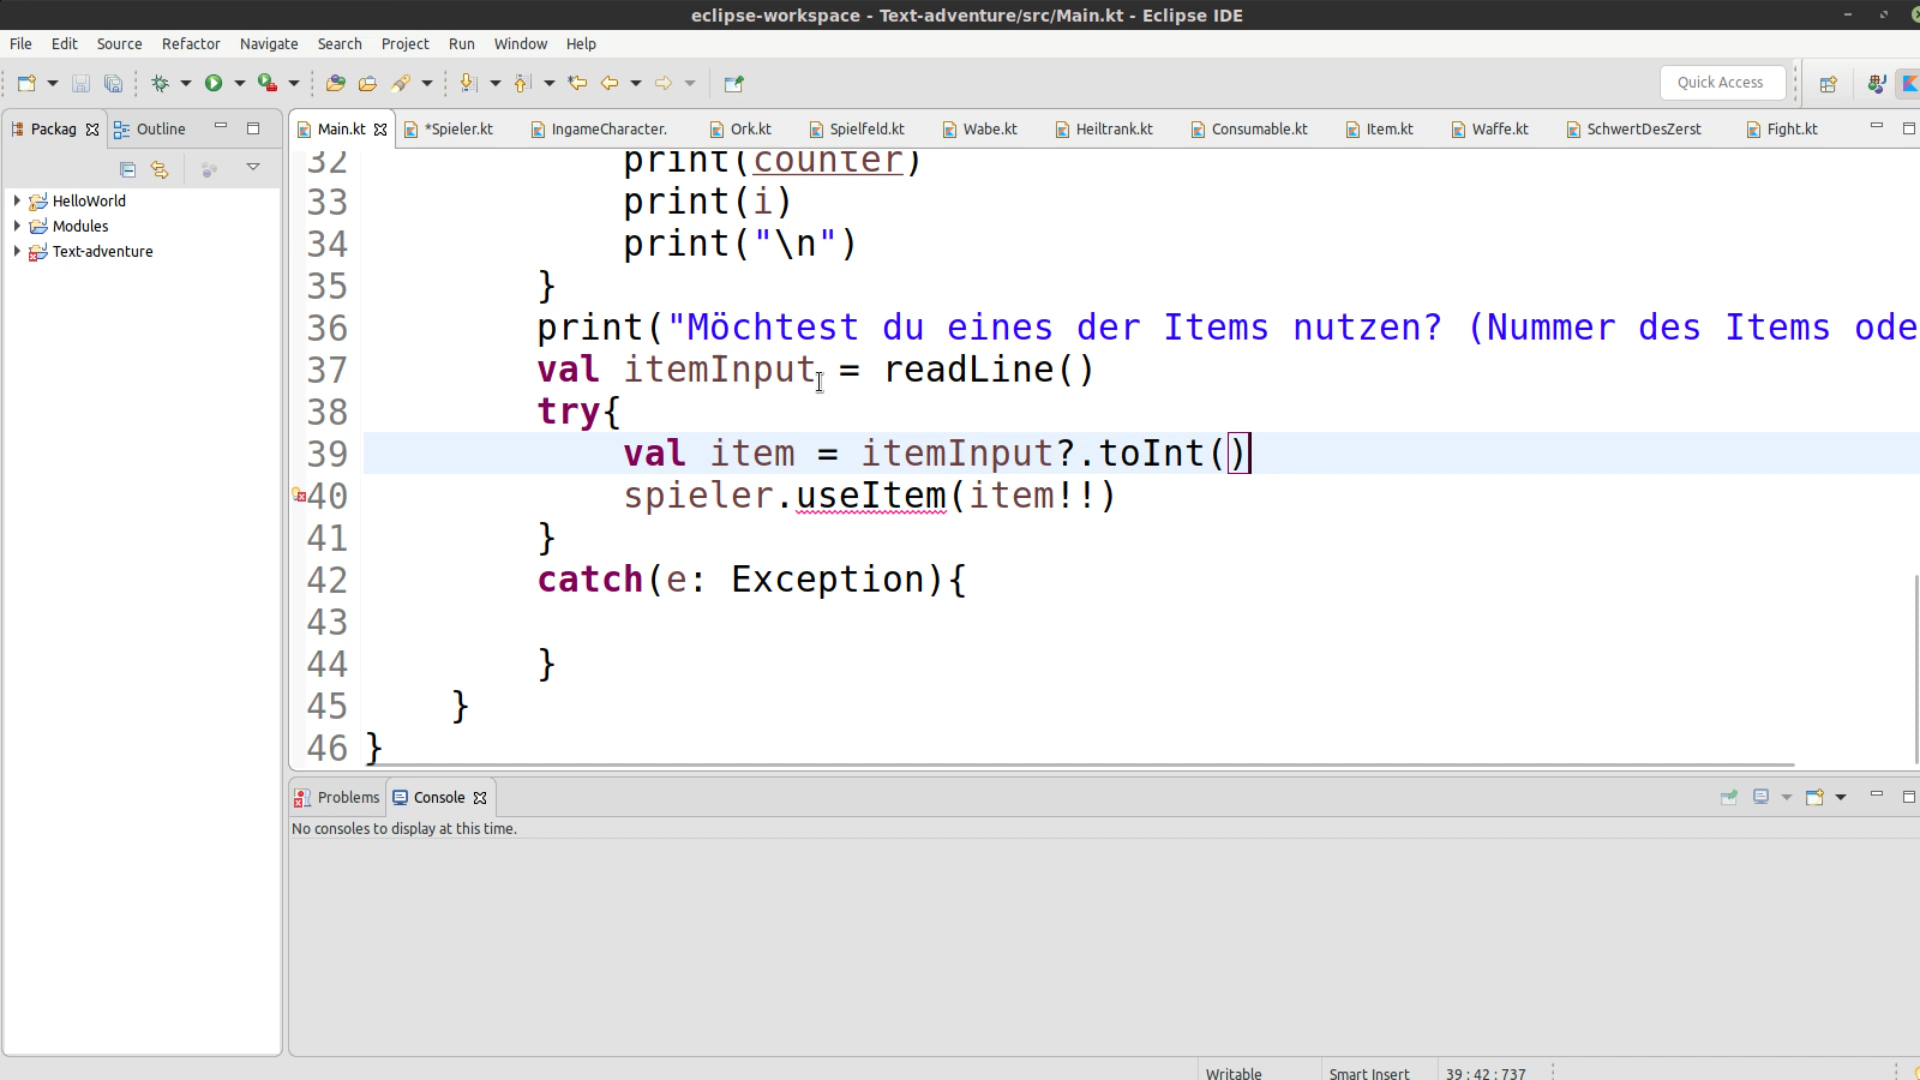 eclipse-workspace - Text-adventure/src/Main.kt - Eclipse IDE
File Edit Source Refactor Navigate Search Project Run Window Help
Quick Access
Packag Outline
Main.kt *Spieler.kt IngameCharacter. Ork.kt Spielfeld.kt Wabe.kt Heiltrank.kt Consumable.kt Item.kt Waffe.kt SchwertDesZerst Fight.kt
HelloWorld
Modules
Text-adventure
32 print(counter)
33 print(i)
34 print("\n")
35 }
36 print("Möchtest du eines der Items nutzen? (Nummer des Items ode
37 val itemInput = readLine()
38 try{
39 val item = itemInput?.toInt()
40 spieler.useItem(item!!)
41 }
42 catch(e: Exception){
43
44 }
45 }
46 }
Problems Console
No consoles to display at this time.
Writable Smart Insert 39 : 42 : 737